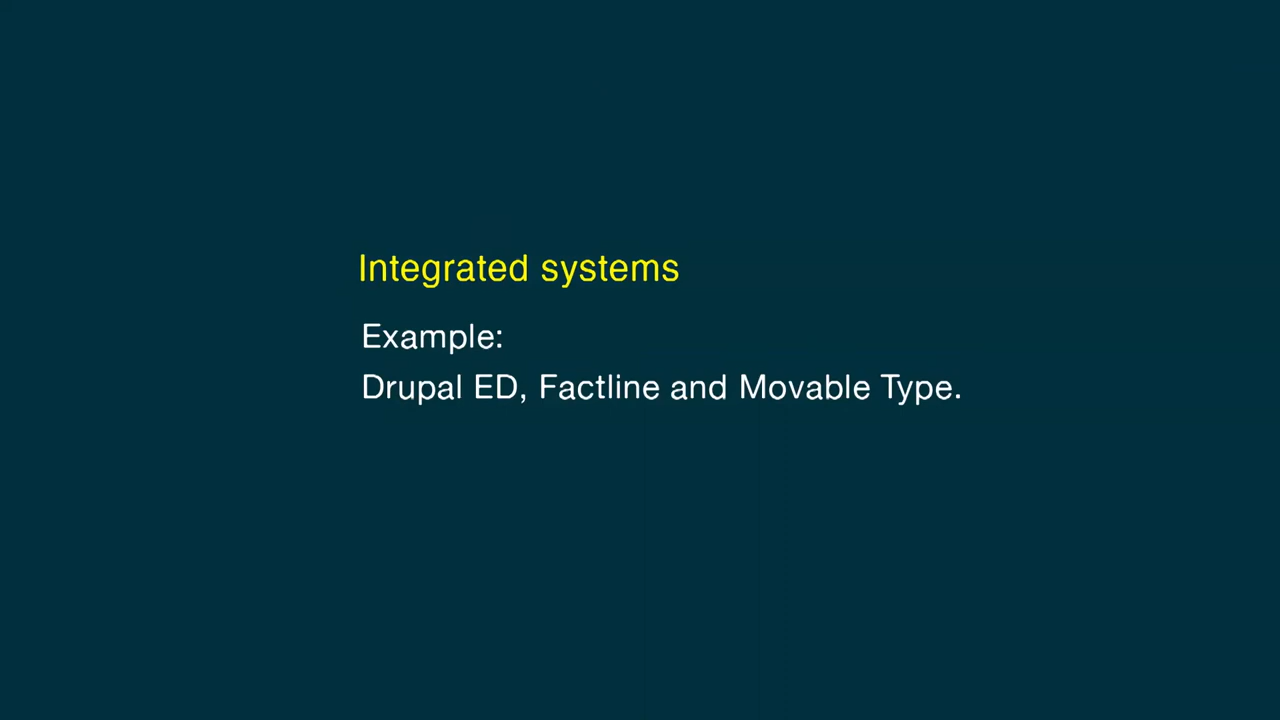 Integrated systems
Example:
Drupal ED, Factline and Movable Type.